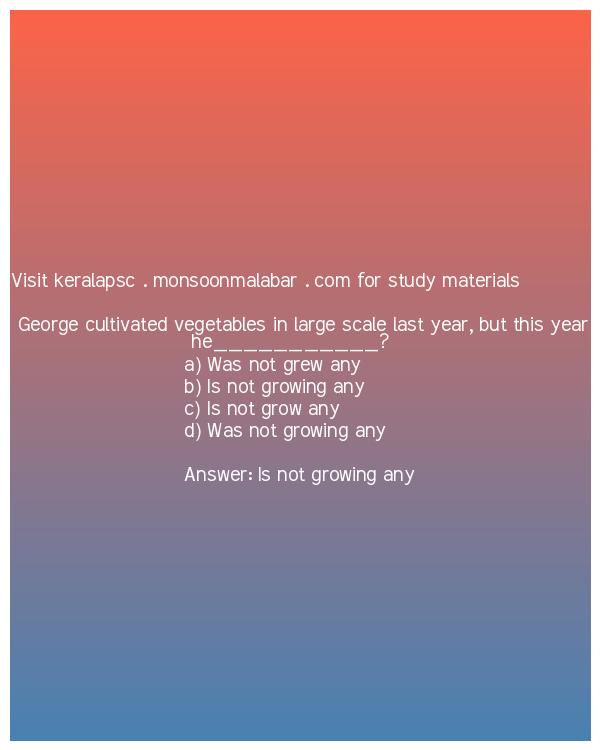 Visit keralapsc . monsoonmalabar . com for study materials
George cultivated vegetables in large scale last year, but this year
he___________?
a) Was not grew any
b) Is not growing any
c) Is not grow any
d) Was not growing any
Answer: Is not growing any